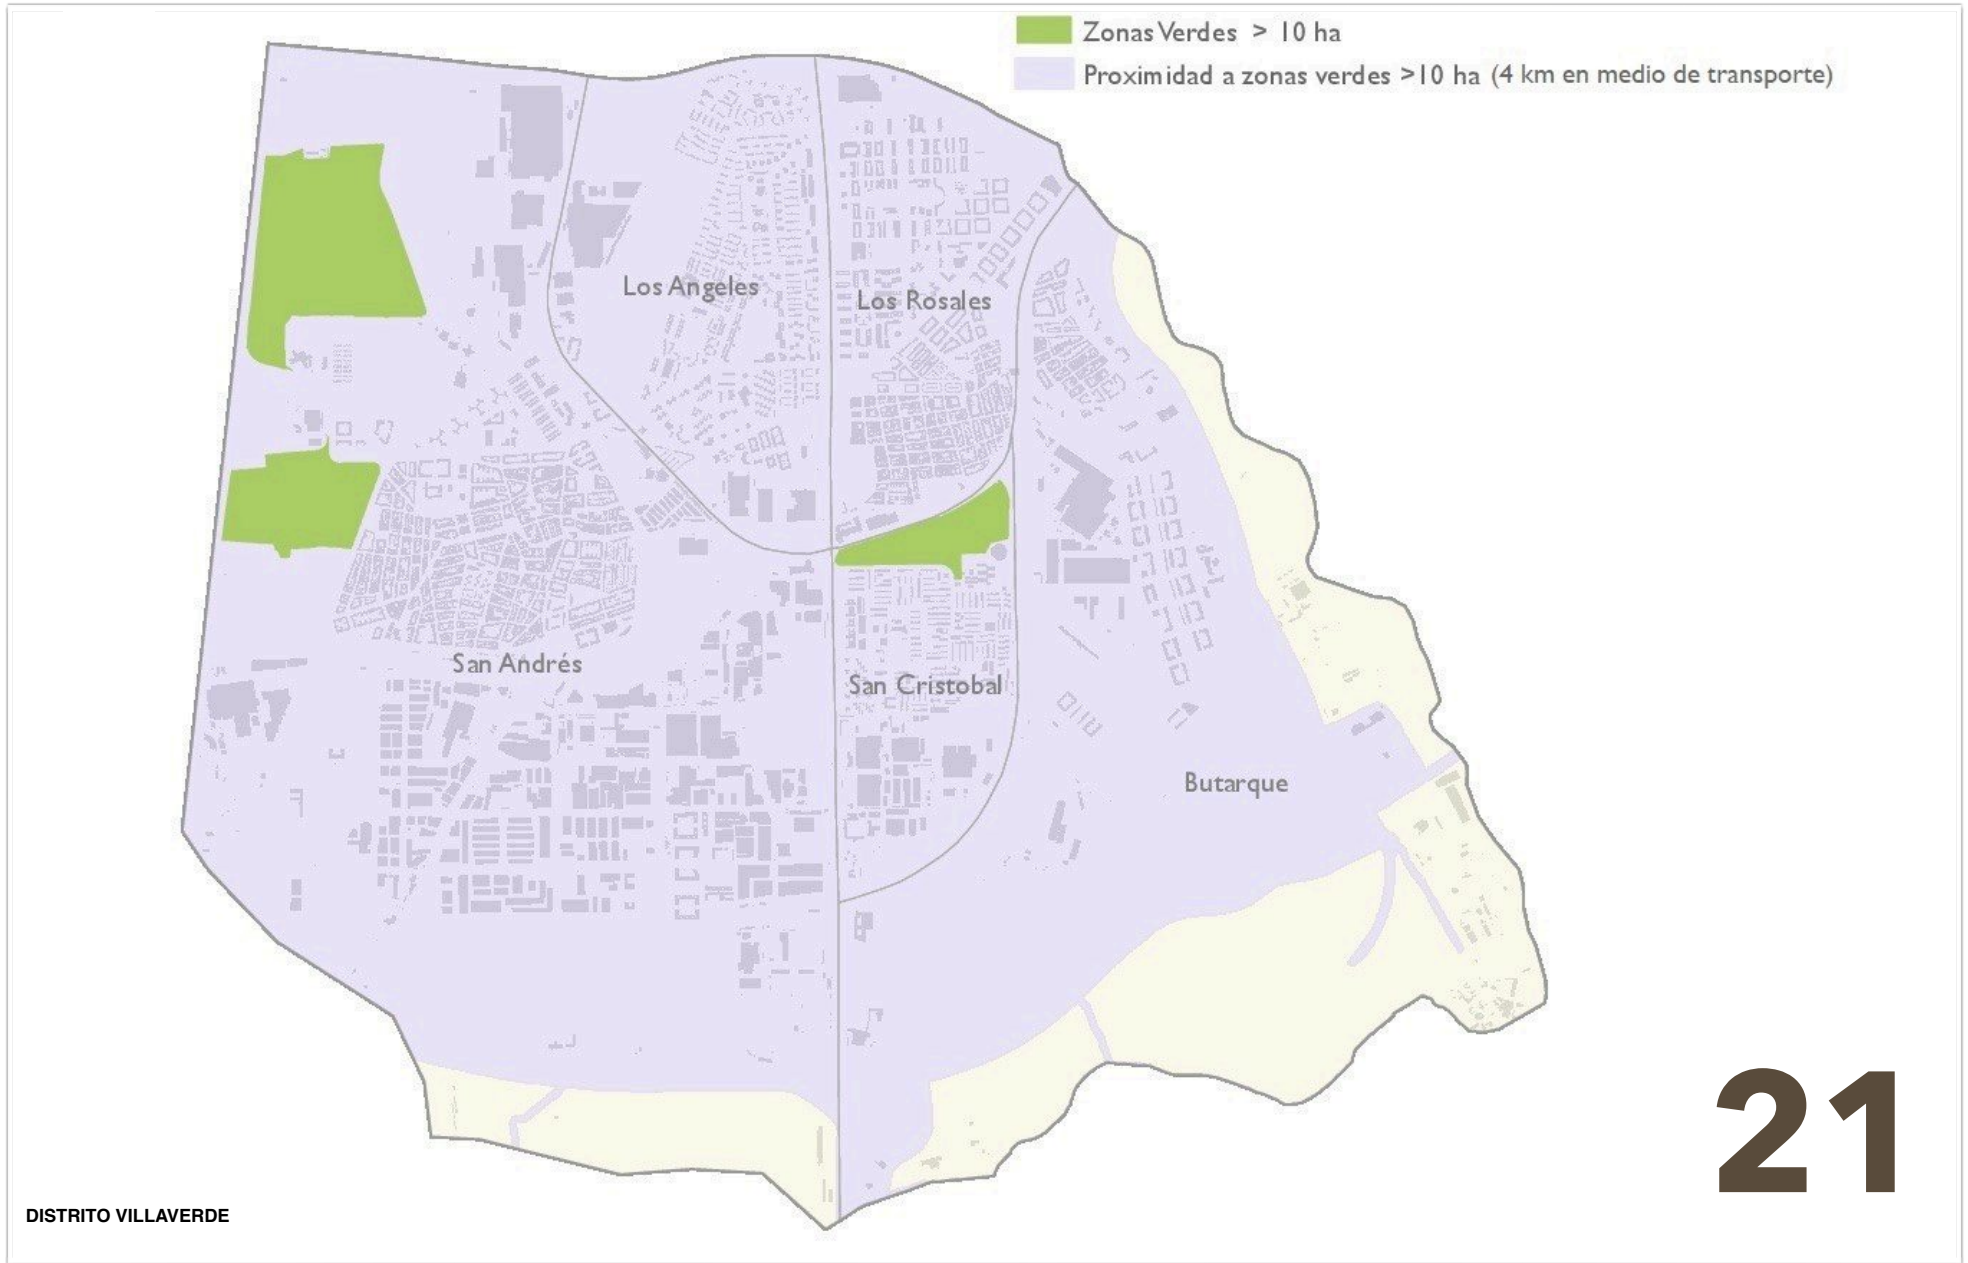 Zonas Verdes > 10 ha
Proximidad a zonas verdes >10 ha (4 km en medio de transporte)
Los Angeles
Los Rosales
San Andrés
San Cristobal
Butarque
21
DISTRITO VILLAVERDE